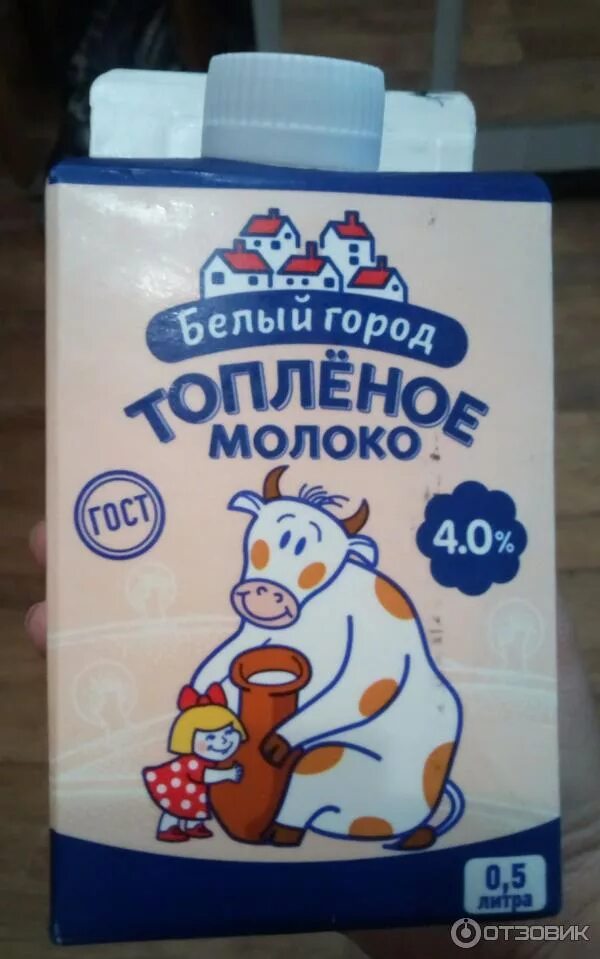 Белый город
ТОПЛЁНОЕ
МОЛОКО
ГОСТ
4.0%
0,5
литра
ОТЗОВИК